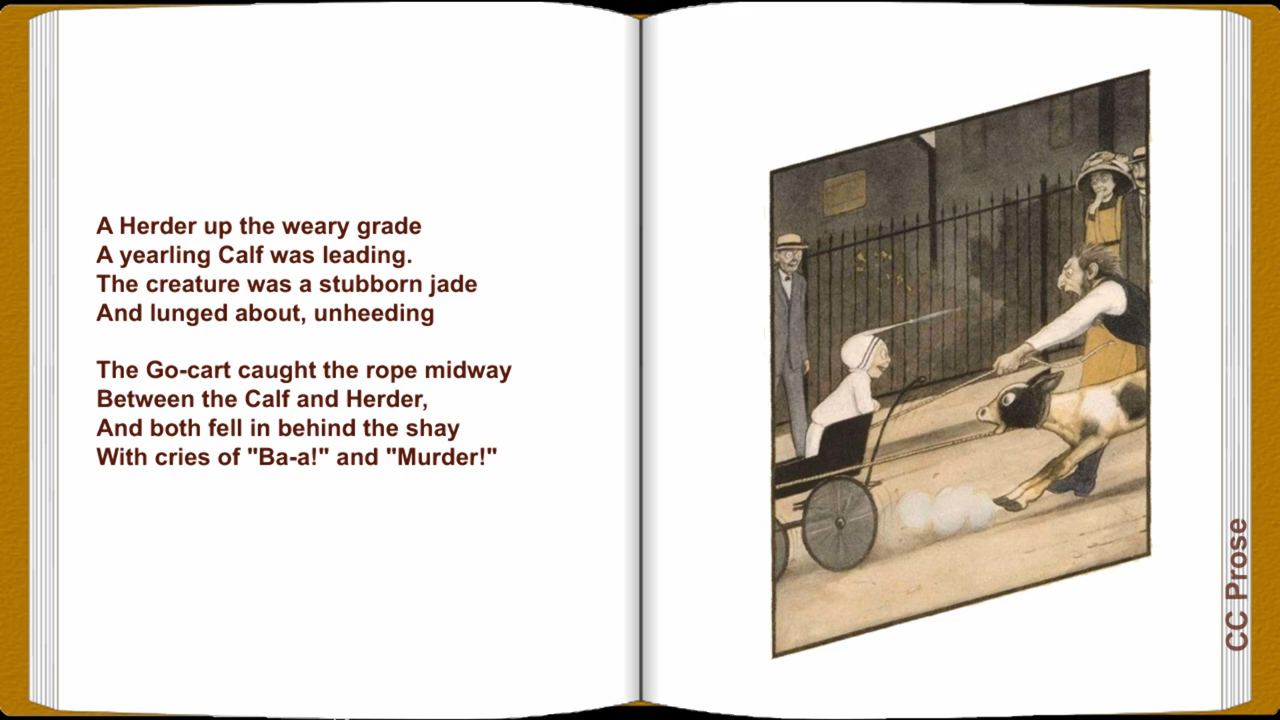 A Herder up the weary grade
A yearling Calf was leading.
The creature was a stubborn jade
And lunged about, unheeding
The Go-cart caught the rope midway
Between the Calf and Herder,
And both fell in behind the shay
With cries of "Ba-a!" and "Murder!"
CC Prose